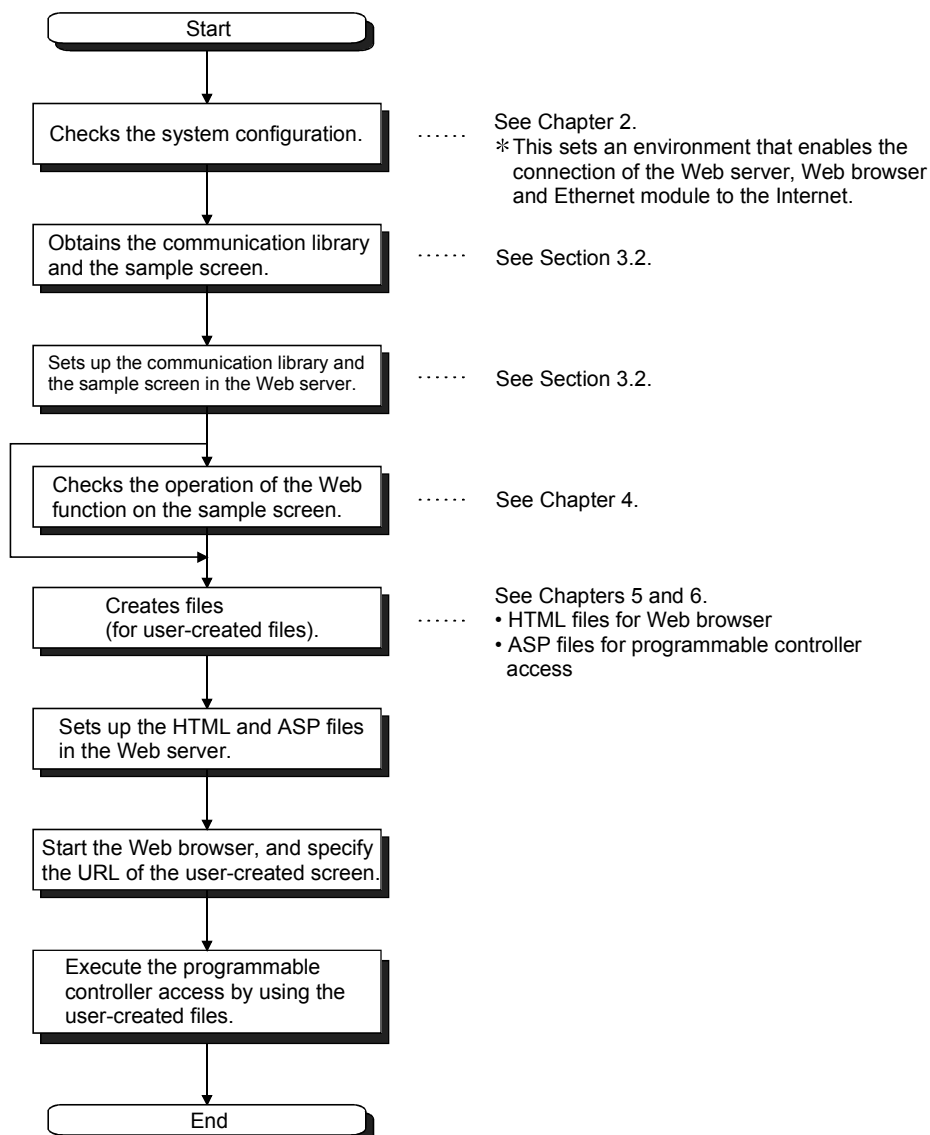 Start
Checks the system configuration.
······
See Chapter 2.
＊This sets an environment that enables the
connection of the Web server, Web browser
and Ethernet module to the Internet.
Obtains the communication library
and the sample screen.
······
See Section 3.2.
Sets up the communication library and
the sample screen in the Web server.
······
See Section 3.2.
Checks the operation of the Web
function on the sample screen.
······
See Chapter 4.
Creates files
(for user-created files).
······
See Chapters 5 and 6.
• HTML files for Web browser
• ASP files for programmable controller
access
Sets up the HTML and ASP files
in the Web server.
Start the Web browser, and specify
the URL of the user-created screen.
Execute the programmable
controller access by using the
user-created files.
End